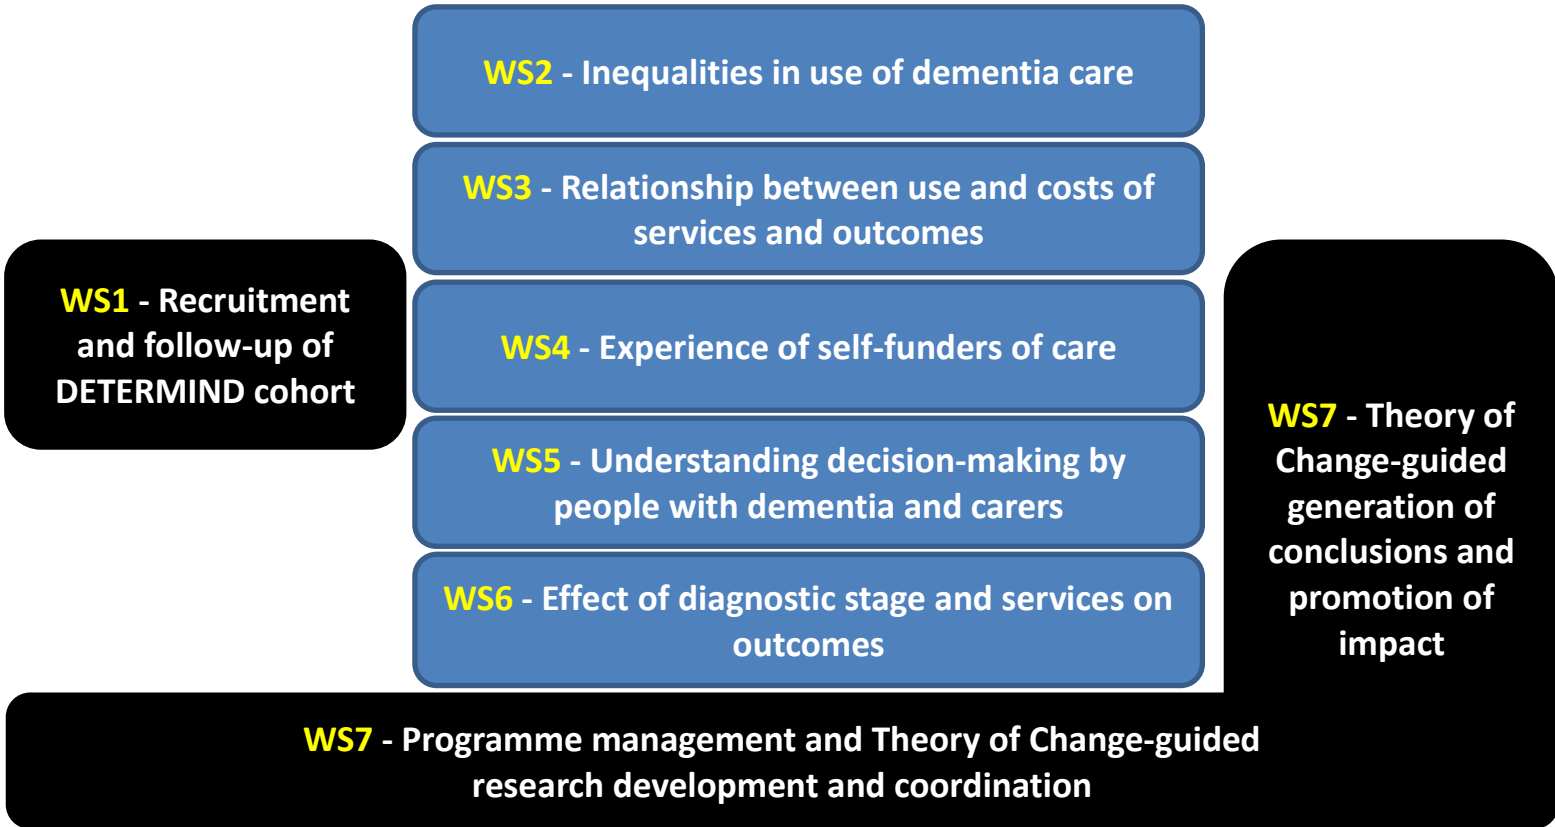 WS2 - Inequalities in use of dementia care
WS3 - Relationship between use and costs of
services and outcomes
WS1 - Recruitment
and follow-up of
DETERMIND cohort
WS4 - Experience of self-funders of care
WS5 - Understanding decision-making by
people with dementia and carers
WS6 - Effect of diagnostic stage and services on
outcomes
WS7 - Theory of
Change-guided
generation of
conclusions and
promotion of
impact
WS7 - Programme management and Theory of Change-guided
research development and coordination